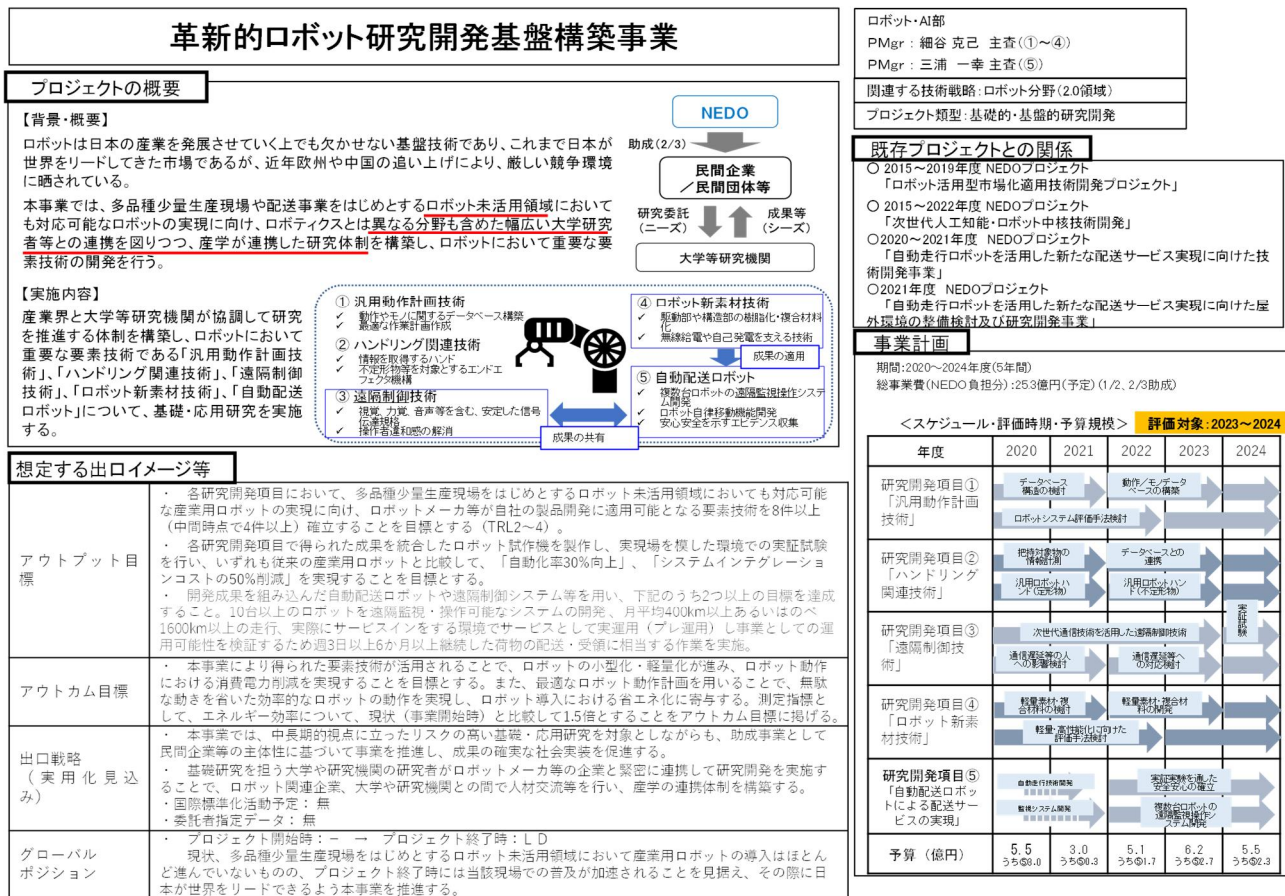 革新的ロボット研究開発基盤構築事業
ロボット・AI部
PMgr : 細谷 克己 主査(①～④)
PMgr : 三浦 一幸 主査(⑤)
関連する技術戦略:ロボット分野(2.0領域)
プロジェクト類型:基礎的・基盤的研究開発
プロジェクトの概要
【背景・概要】
ロボットは日本の産業を発展させていく上でも欠かせない基盤技術であり、これまで日本が
世界をリードしてきた市場であるが、近年欧州や中国の追い上げにより、厳しい競争環境
に晒されている。
本事業では、多品種少量生産現場や配送事業をはじめとするロボット未活用領域において
も対応可能なロボットの実現に向け、ロボティクスとは異なる分野も含めた幅広い大学研究
者等との連携を図りつつ、産学が連携した研究体制を構築し、ロボットにおいて重要な要
素技術の開発を行う。
NEDO
助成(2/3)
民間企業
／民間団体等
研究委託
(ニーズ)
成果等
(シーズ)
大学等研究機関
【実施内容】
産業界と大学等研究機関が協調して研究
を推進する体制を構築し、ロボットにおいて
重要な要素技術である「汎用動作計画技
術」、「ハンドリング関連技術」、「遠隔制御
技術」、「ロボット新素材技術」、「自動配送
ロボット」について、基礎・応用研究を実施
する。
① 汎用動作計画技術
✓ 動作やモノに関するデータベース構築
✓ 最適な作業計画作成
② ハンドリング関連技術
✓ 情報を取得するハンド
✓ 不定形物等を対象とするエンドエ
フェクタ機構
③ 遠隔制御技術
✓ 視覚、力覚、音声等を含む、安定した信号
伝達規格
✓ 操作者違和感の解消
④ ロボット新素材技術
✓ 駆動部や構造部の樹脂化・複合材料
化
✓ 無線給電や自己発電を支える技術
成果の適用
⑤ 自動配送ロボット
✓ 複数台ロボットの遠隔監視操作システ
ム開発
✓ ロボット自律移動機能開発
✓ 安心安全を示すエビデンス収集
成果の共有
既存プロジェクトとの関係
○ 2015～2019年度 NEDOプロジェクト
「ロボット活用型市場化適用技術開発プロジェクト」
○ 2015～2022年度 NEDOプロジェクト
「次世代人工知能・ロボット中核技術開発」
○2020～2021年度 NEDOプロジェクト
「自動走行ロボットを活用した新たな配送サービス実現に向けた技
術開発事業」
○2021年度 NEDOプロジェクト
「自動走行ロボットを活用した新たな配送サービス実現に向けた屋
外環境の整備検討及び研究開発事業」
事業計画
期間:2020～2024年度(5年間)
総事業費(NEDO負担分):25.3億円(予定) (1/2、2/3助成)
＜スケジュール・評価時期・予算規模＞
評価対象:2023～2024
年度 2020 2021 2022 2023 2024
研究開発項目①
「汎用動作計画
技術」
データベース
構造の検討
動作/モノデータ
ベースの構築
ロボットシステム評価手法検討
研究開発項目②
「ハンドリング
関連技術」
把持対象物の
情報計測
データベースとの
連携
汎用ロボットハ
ンド(定形物)
汎用ロボットハン
ド(不定形物)
研究開発項目③
「遠隔制御技
術」
次世代通信技術を活用した遠隔制御技術
通信遅延等の人
への影響検討
通信遅延等へ
の対応検討
実証試験
研究開発項目④
「ロボット新素
材技術」
軽量素材・複
合材料の検討
軽量素材・複合材
料の開発
軽量・高性能化に向けた
評価手法検討
研究開発項目⑤
「自動配送ロボッ
トによる配送サー
ビスの実現」
自動走行技術開発
監視システム開発
実証実験を通した
安全安心の確立
複数台ロボットの
遠隔監視操作シ
ステム開発
予算（億円） 5.5 3.0 5.1 6.2 5.5
うち⑤3.0 うち⑤0.3 うち⑤1.7 うち⑤2.7 うち⑤2.3
想定する出口イメージ等
アウトプット目
標
・ 各研究開発項目において、多品種少量生産現場をはじめとするロボット未活用領域においても対応可能
な産業用ロボットの実現に向け、ロボットメーカ等が自社の製品開発に適用可能となる要素技術を8件以上
（中間時点で4件以上）確立することを目標とする（TRL2～4）。
・ 各研究開発項目で得られた成果を統合したロボット試作機を製作し、実現場を模した環境での実証試験
を行い、いずれも従来の産業用ロボットと比較して、「自動化率30%向上」、「システムインテグレーショ
ンコストの50%削減」を実現することを目標とする。
・ 開発成果を組み込んだ自動配送ロボットや遠隔制御システム等を用い、下記のうち2つ以上の目標を達成
すること。10台以上のロボットを遠隔監視・操作可能なシステムの開発、月平均400km以上あるいはのべ
1600km以上の走行、実際にサービスインをする環境でサービスとして実運用（プレ運用）し事業としての運
用可能性を検証するため週3日以上6か月以上継続した荷物の配送・受領に相当する作業を実施。
アウトカム目標
・ 本事業により得られた要素技術が活用されることで、ロボットの小型化・軽量化が進み、ロボット動作
における消費電力削減を実現することを目標とする。また、最適なロボット動作計画を用いることで、無駄
な動きを省いた効率的なロボットの動作を実現し、ロボット導入における省エネ化に寄与する。測定指標と
して、エネルギー効率について、現状（事業開始時）と比較して1.5倍とすることをアウトカム目標に掲げる。
出口戦略
（実用化見込
み）
・ 本事業では、中長期的視点に立ったリスクの高い基礎・応用研究を対象としながらも、助成事業として
民間企業等の主体性に基づいて事業を推進し、成果の確実な社会実装を促進する。
・ 基礎研究を担う大学や研究機関の研究者がロボットメーカ等の企業と緊密に連携して研究開発を実施す
ることで、ロボット関連企業、大学や研究機関との間で人材交流等を行い、産学の連携体制を構築する。
・国際標準化活動予定：無
・委託者指定データ：無
グローバル
ポジション
・ プロジェクト開始時：－ → プロジェクト終了時：ＬＤ
現状、多品種少量生産現場をはじめとするロボット未活用領域において産業用ロボットの導入はほとん
ど進んでいないものの、プロジェクト終了時には当該現場での普及が加速されることを見据え、その際に日
本が世界をリードできるよう本事業を推進する。